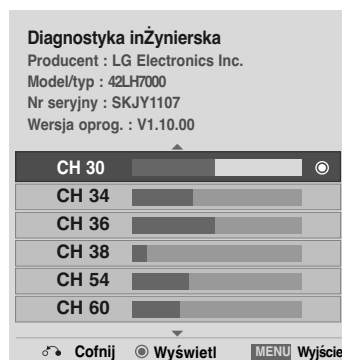 Diagnostyka inŻynierska
Producent : LG Electronics Inc.
Model/typ : 42LH7000
Nr seryjny : SKJY1107
Wersja oprog. : V1.10.00
CH 30
CH 34
CH 36
CH 38
CH 54
CH 60
Cofnij Wyświetl MENU Wyjście